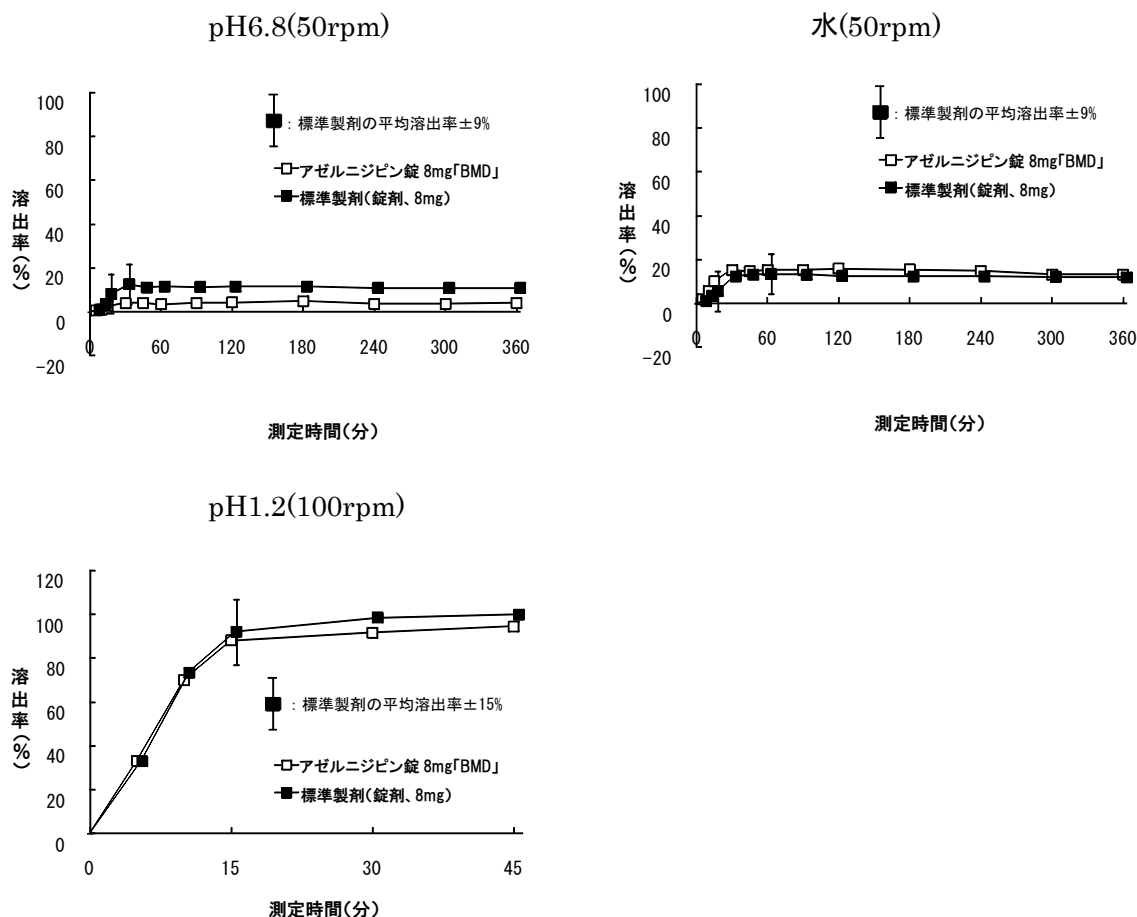 pH6.8(50rpm)
100
80
60
40
20
0
−20
溶出率(%)
: 標準製剤の平均溶出率±9%
アゼルニジピン錠 8mg「BMD」
標準製剤(錠剤、8mg)
0 60 120 180 240 300 360
測定時間(分)
水(50rpm)
100
80
60
40
20
0
−20
溶出率(%)
: 標準製剤の平均溶出率±9%
アゼルニジピン錠 8mg「BMD」
標準製剤(錠剤、8mg)
0 60 120 180 240 300 360
測定時間(分)
pH1.2(100rpm)
120
100
80
60
40
20
0
溶出率(%)
: 標準製剤の平均溶出率±15%
アゼルニジピン錠 8mg「BMD」
標準製剤(錠剤、8mg)
0 15 30 45
測定時間(分)